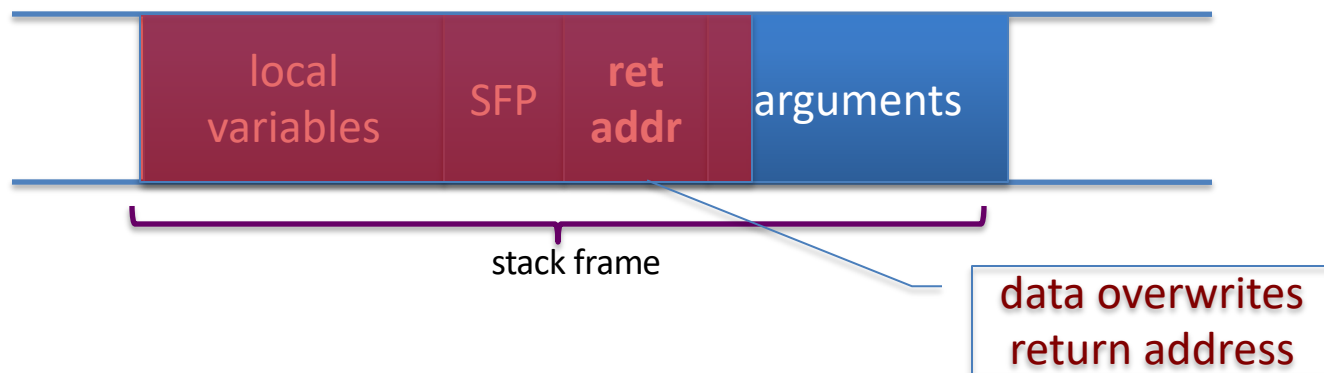 local
variables
SFP
ret
addr
arguments
stack frame
data overwrites
return address